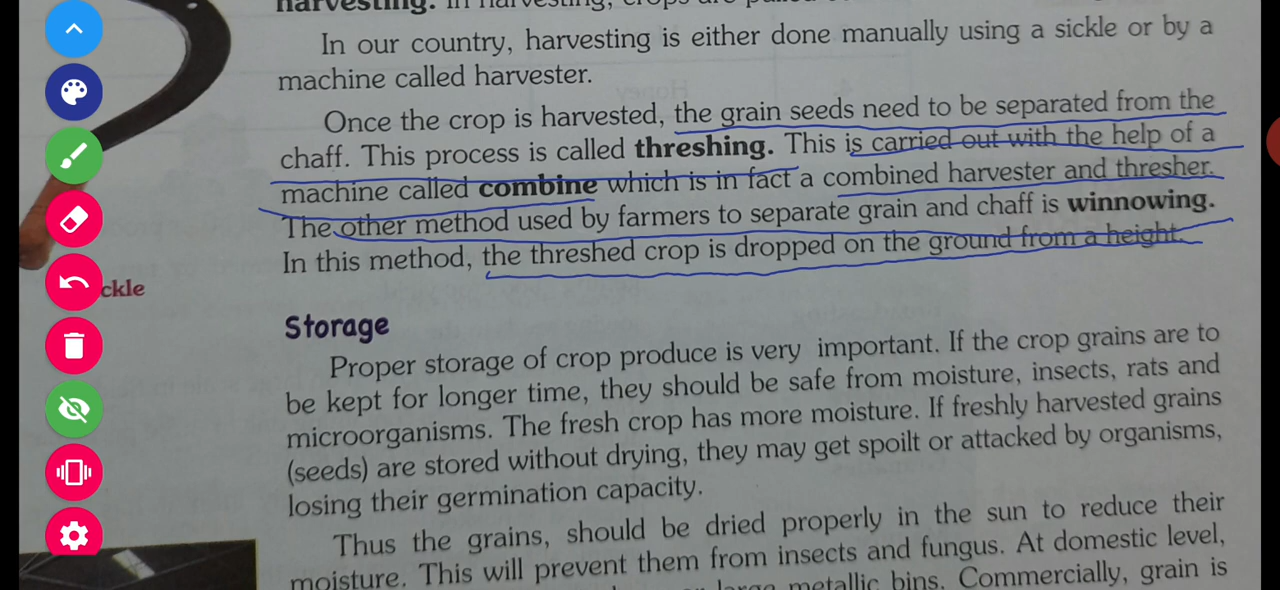 harvesting. In harvesting, crops are
In our country, harvesting is either done manually using a sickle or by a
machine called harvester.
Once the crop is harvested, the grain seeds need to be separated from the
chaff. This process is called threshing. This is carried out with the help of a
machine called combine which is in fact a combined harvester and thresher.
The other method used by farmers to separate grain and chaff is winnowing.
In this method, the threshed crop is dropped on the ground from a height.
ckle
Storage
Proper storage of crop produce is very important. If the crop grains are to
be kept for longer time, they should be safe from moisture, insects, rats and
microorganisms. The fresh crop has more moisture. If freshly harvested grains
(seeds) are stored without drying, they may get spoilt or attacked by organisms,
losing their germination capacity.
Thus the grains, should be dried properly in the sun to reduce their
moisture. This will prevent them from insects and fungus. At domestic level,
metallic bins. Commercially, grain is